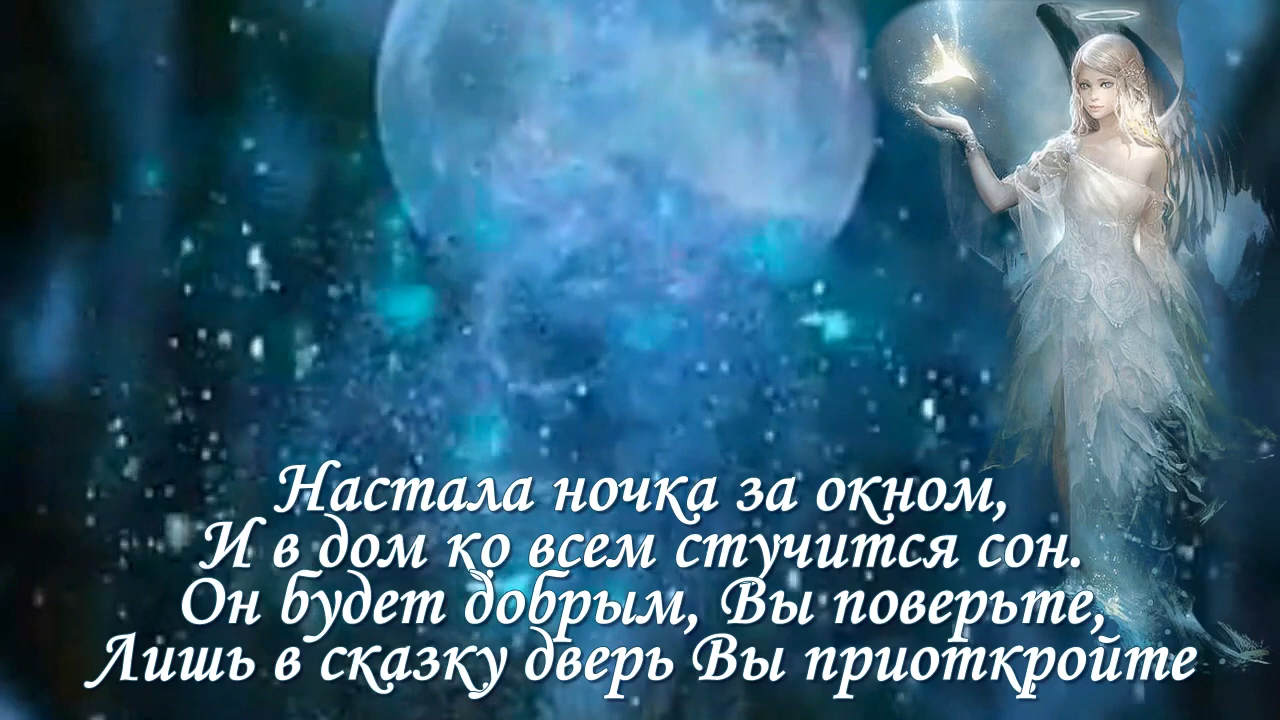 Настала ночка за окном,
И в дом ко всем стучится сон.
Он будет добрым, Вы поверьте,
Лишь в сказку дверь Вы приоткройте